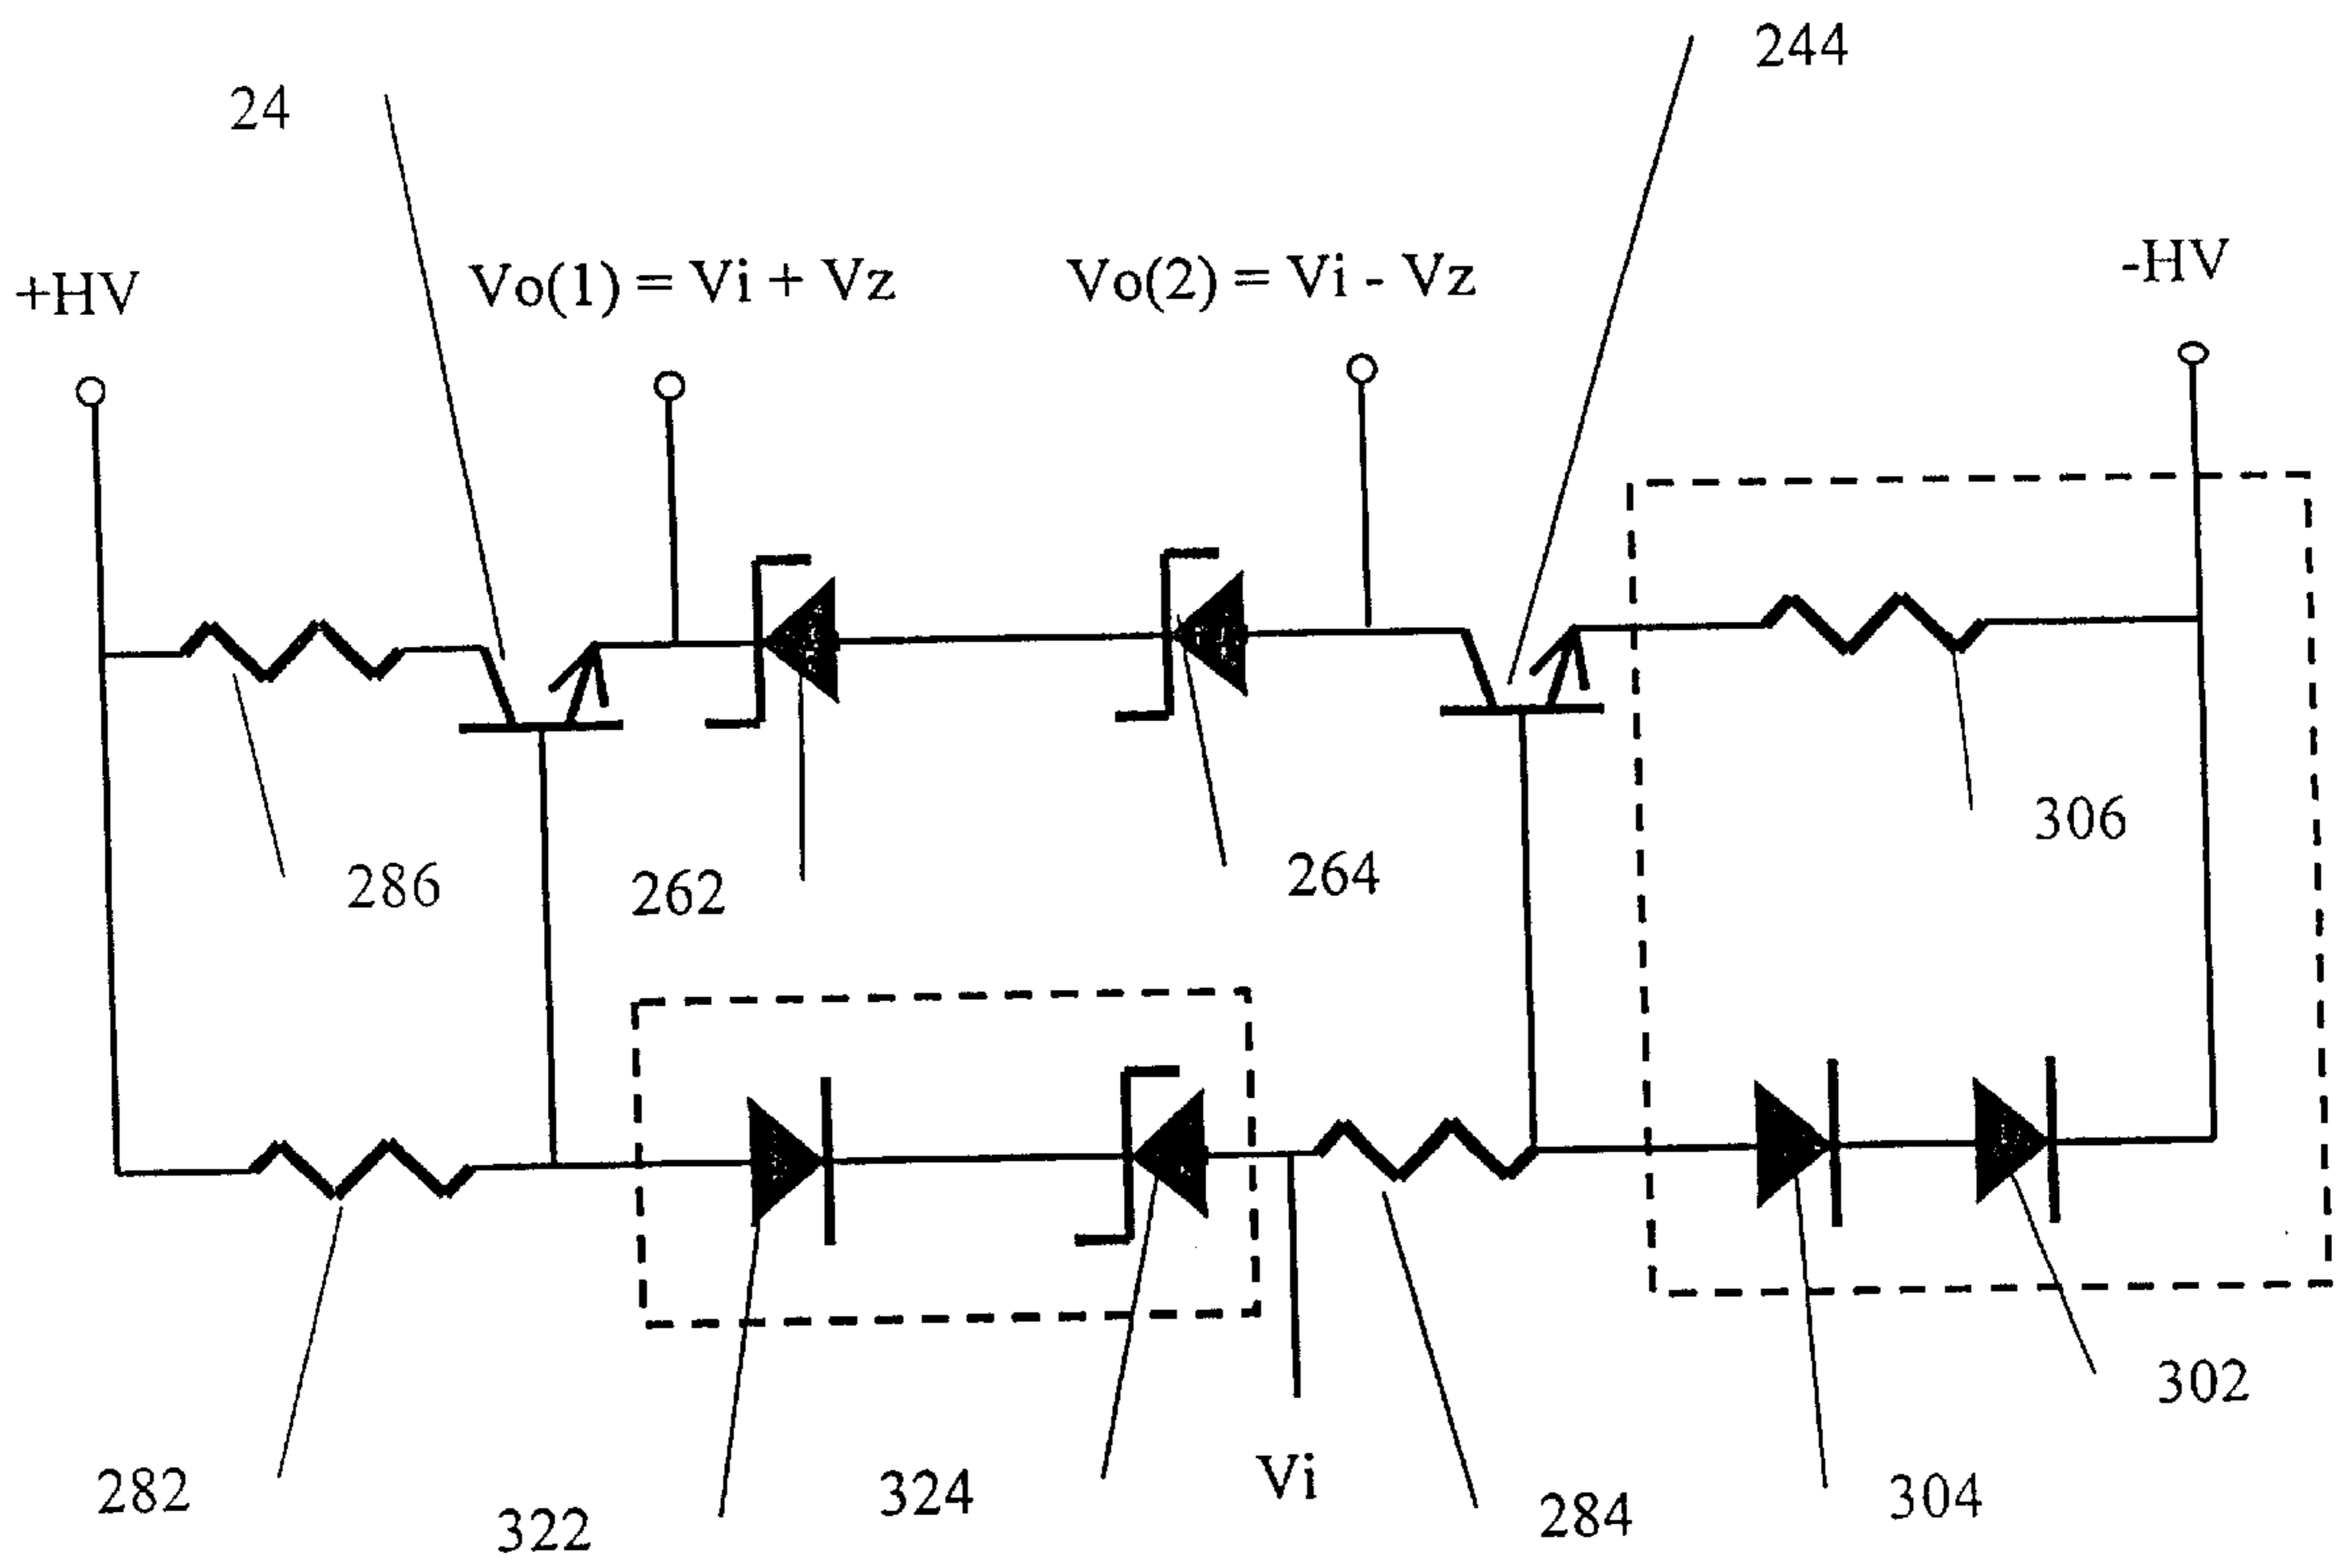 244
24
-HV
+HV
Vo(1) = Vi + Vz
Vo(2) = Vi - Vz
306
286
262
264
302
Vi
282
324
304
322
284